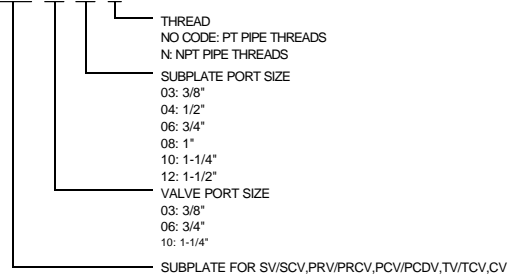 THREAD
NO CODE: PT PIPE THREADS
N: NPT PIPE THREADS
SUBPLATE PORT SIZE
03: 3/8"
04: 1/2"
06: 3/4"
08: 1"
10: 1-1/4"
12: 1-1/2"
VALVE PORT SIZE
03: 3/8"
06: 3/4"
10: 1-1/4"
SUBPLATE FOR SV/SCV,PRV/PRCV,PCV/PCDV,TV/TCV,CV